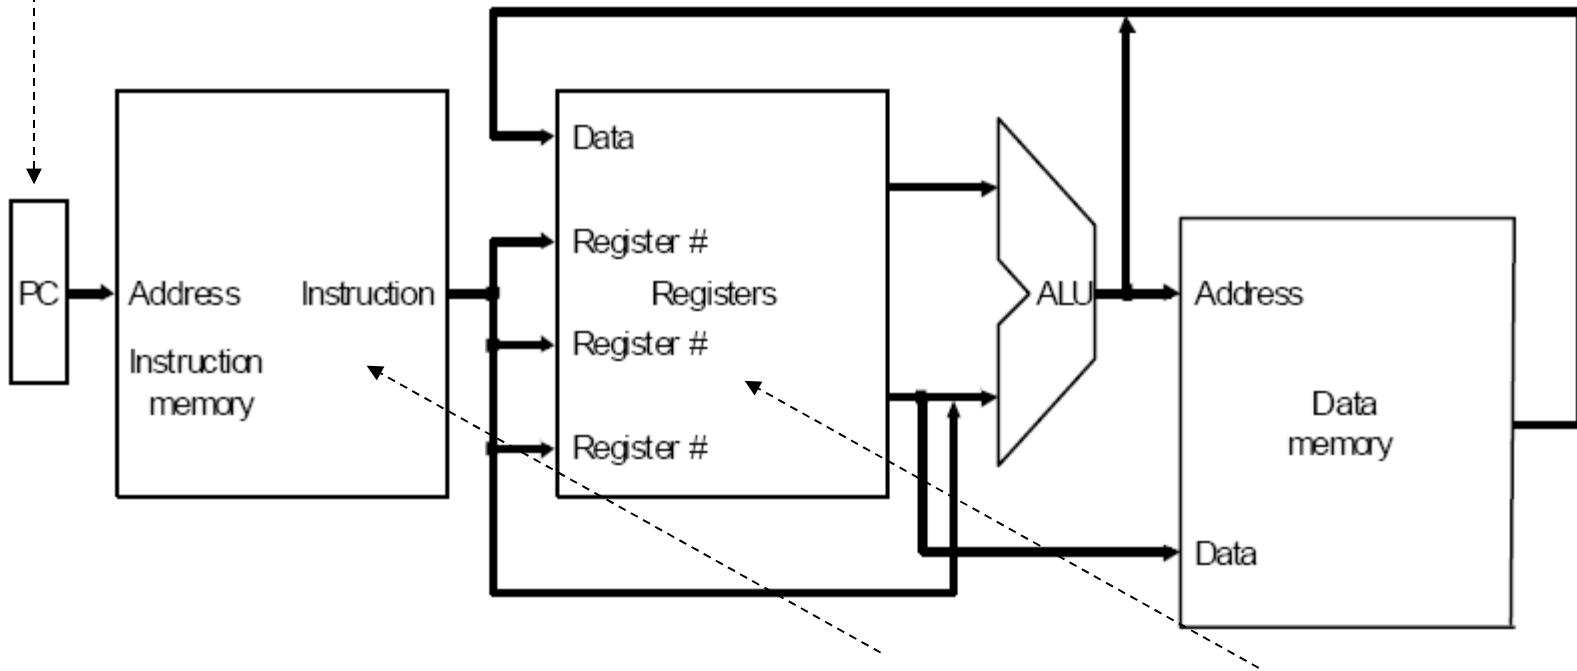 PC
Address
Instruction
Instruction
memory
Data
Register #
Registers
Register #
Register #
ALU
Address
Data
memory
Data